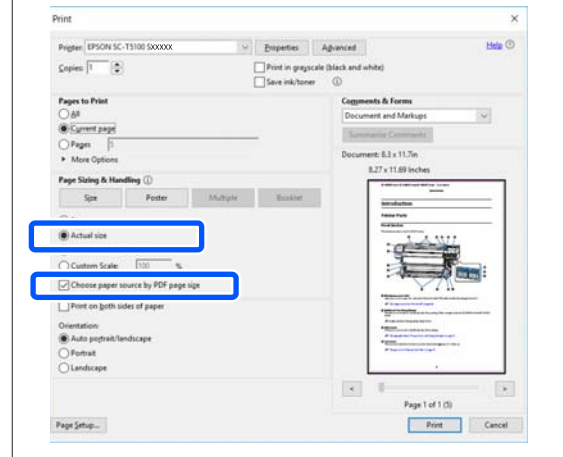 Print
Printer: EPSON SC-T5100 SXXXXX
Properties
Advanced
Help
Copies: 1
Print in grayscale (black and white)
Save ink/toner
Pages to Print
All
Current page
Pages 5
More Options
Comments & Forms
Document and Markups
Summarize Comments
Document: 8.3 x 11.7in
8.27 x 11.69 Inches
Page Sizing & Handling
Size
Poster
Multiple
Booklet
Actual size
Custom Scale: 100 %
Choose paper source by PDF page size
Print on both sides of paper
Orientation:
Auto portrait/landscape
Portrait
Landscape
Introduction
Printer Parts
<
>
Page 1 of 1 (5)
Page Setup...
Print
Cancel